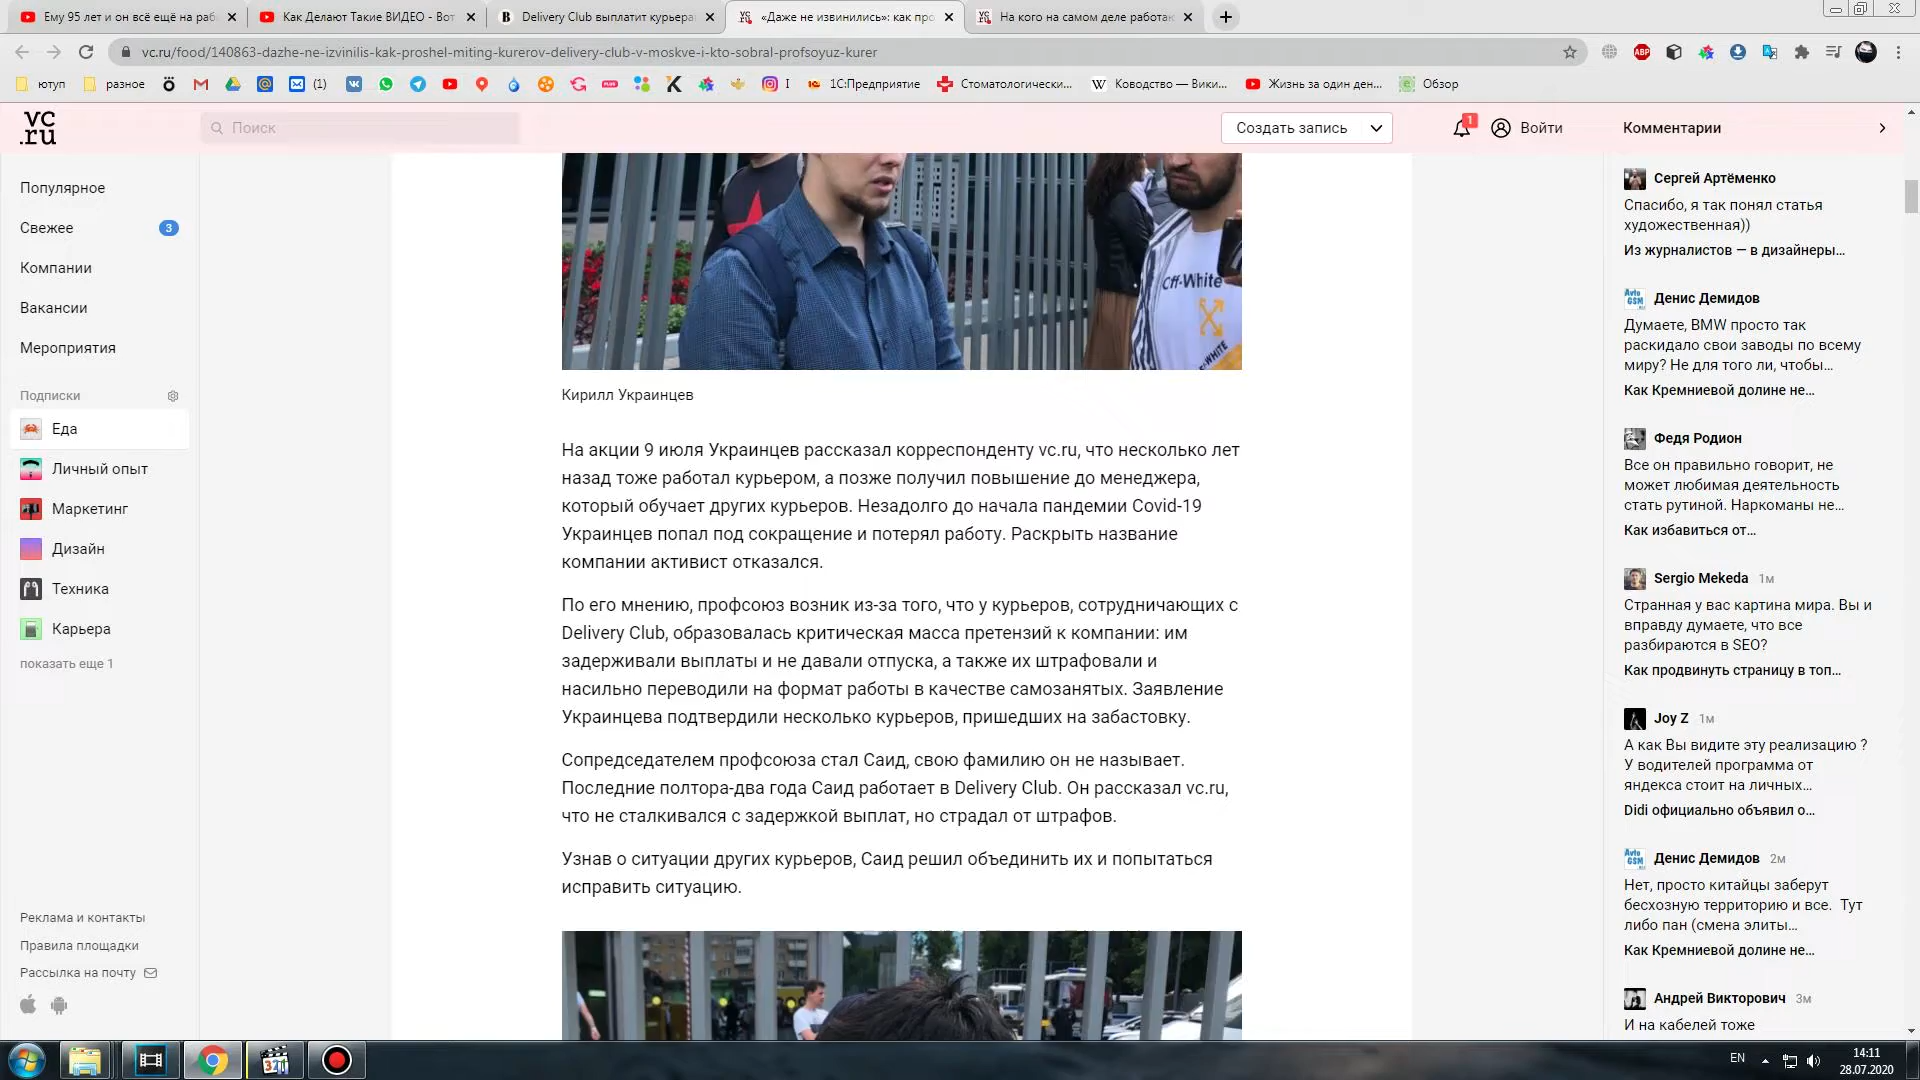 Ему 95 лет и он всё ещё на раб
Как Делают Такие ВИДЕО - Вот
Delivery Club выплатит курьера
«Даже не извинились»: как про
На кого на самом деле работаю
vc.ru/food/140863-dazhe-ne-izvinilis-kak-proshel-miting-kurerov-delivery-club-v-moskve-i-kto-sobral-profsoyuz-kurer
ABP
ютуп
разное
(1)
PLUS
I
1С:Предприятие
Стоматологически...
Ководство — Вики...
Жизнь за один ден...
Обзор
vc
.ru
Поиск
Создать запись
1
Войти
Комментарии
Популярное
Свежее
3
Компании
Вакансии
Мероприятия
Подписки
Еда
Личный опыт
Маркетинг
Дизайн
Техника
Карьера
показать еще 1
Реклама и контакты
Правила площадки
Рассылка на почту
Off-White
WHITE
Кирилл Украинцев
На акции 9 июля Украинцев рассказал корреспонденту vc.ru, что несколько лет
назад тоже работал курьером, а позже получил повышение до менеджера,
который обучает других курьеров. Незадолго до начала пандемии Covid-19
Украинцев попал под сокращение и потерял работу. Раскрыть название
компании активист отказался.
По его мнению, профсоюз возник из-за того, что у курьеров, сотрудничающих с
Delivery Club, образовалась критическая масса претензий к компании: им
задерживали выплаты и не давали отпуска, а также их штрафовали и
насильно переводили на формат работы в качестве самозанятых. Заявление
Украинцева подтвердили несколько курьеров, пришедших на забастовку.
Сопредседателем профсоюза стал Саид, свою фамилию он не называет.
Последние полтора-два года Саид работает в Delivery Club. Он рассказал vc.ru,
что не сталкивался с задержкой выплат, но страдал от штрафов.
Узнав о ситуации других курьеров, Саид решил объединить их и попытаться
исправить ситуацию.
Сергей Артёменко
Спасибо, я так понял статья
художественная))
Из журналистов — в дизайнеры...
Avto
GSM
Денис Демидов
Думаете, BMW просто так
раскидало свои заводы по всему
миру? Не для того ли, чтобы...
Как Кремниевой долине не...
Федя Родион
Все он правильно говорит, не
может любимая деятельность
стать рутиной. Наркоманы не...
Как избавиться от...
Sergio Mekeda 1м
Странная у вас картина мира. Вы и
вправду думаете, что все
разбираются в SEO?
Как продвинуть страницу в топ...
Joy Z 1м
А как Вы видите эту реализацию ?
У водителей программа от
яндекса стоит на личных...
Didi официально объявил о...
Avto
GSM
Денис Демидов 2м
Нет, просто китайцы заберут
бесхозную территорию и все. Тут
либо пан (смена элиты...
Как Кремниевой долине не...
Андрей Викторович 3м
И на кабелей тоже
321
EN
14:11
28.07.2020